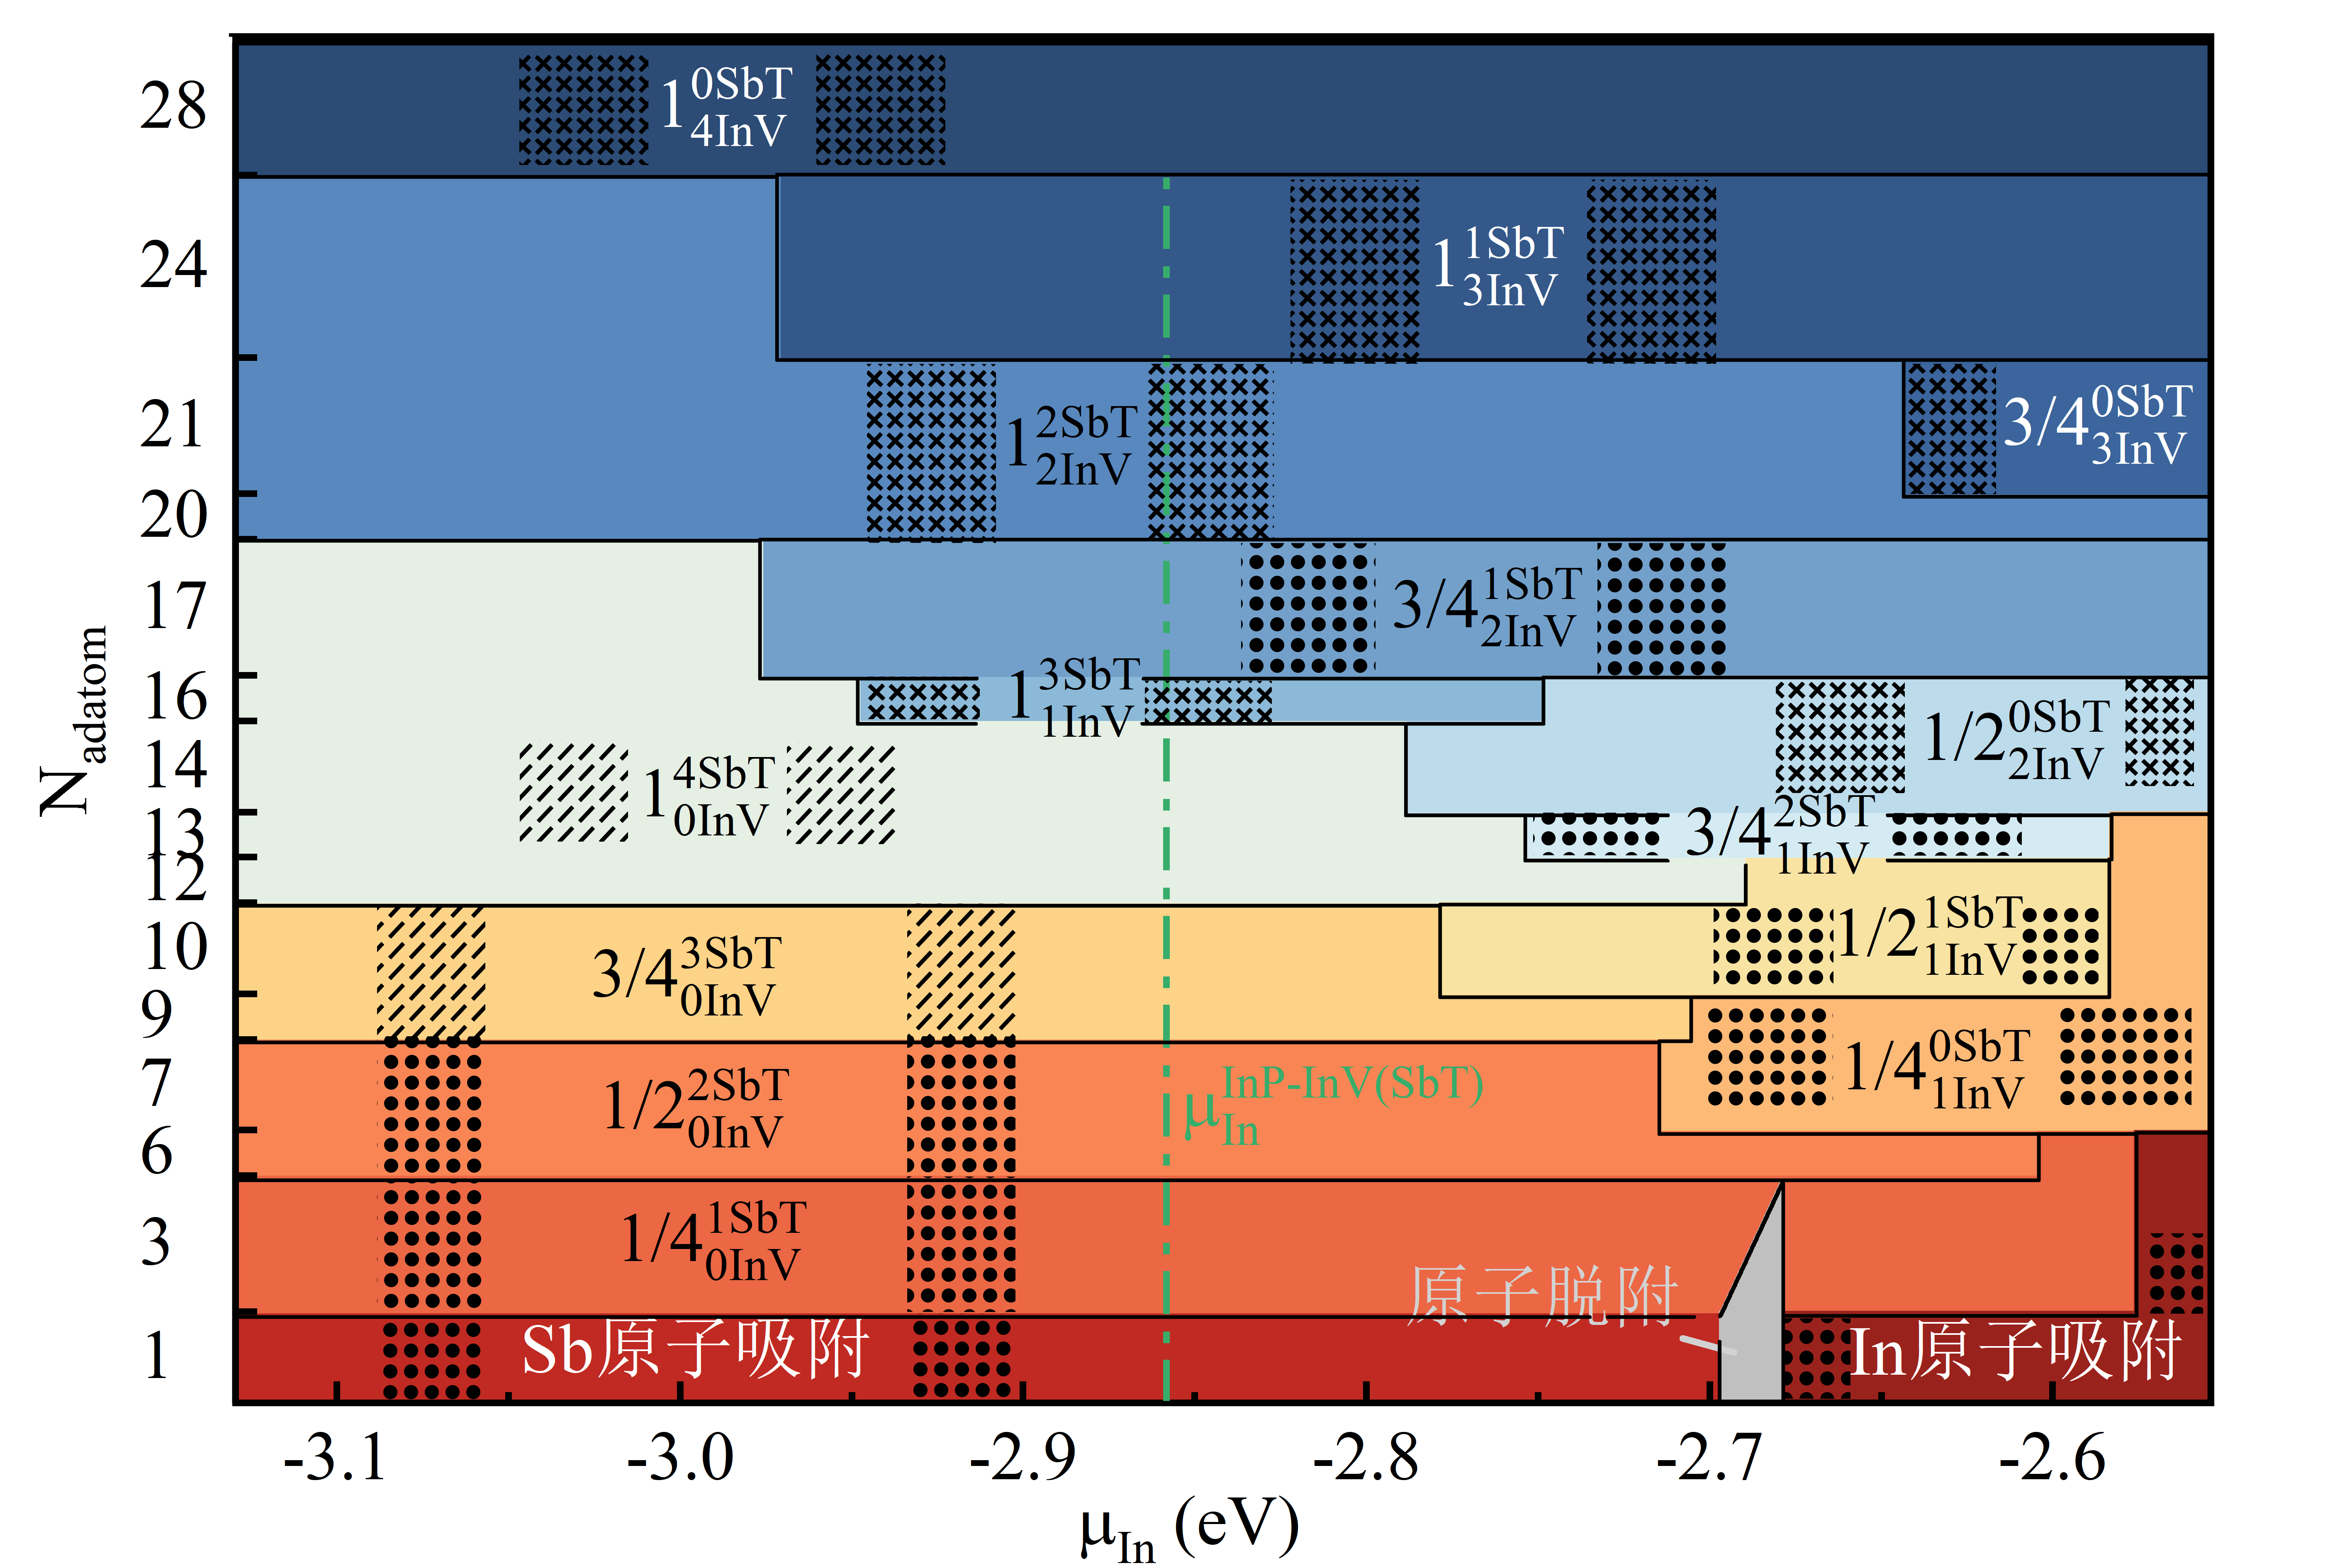 28
1 0SbT 4InV
24
1 1SbT 3InV
21
1 2SbT 2InV
3/4 0SbT 3InV
20
17
3/4 1SbT 2InV
16
1 3SbT 1InV
1/2 0SbT 2InV
14
1 4SbT 0InV
13
3/4 2SbT 1InV
12
10
3/4 3SbT 0InV
1/2 1SbT 1InV
9
7
1/2 2SbT 0InV
μ In InP-InV(SbT)
1/4 0SbT 1InV
6
3
1/4 1SbT 0InV
原子脱附
1
Sb原子吸附
In原子吸附
N adatom
-3.1 -3.0 -2.9 -2.8 -2.7 -2.6
μ In (eV)